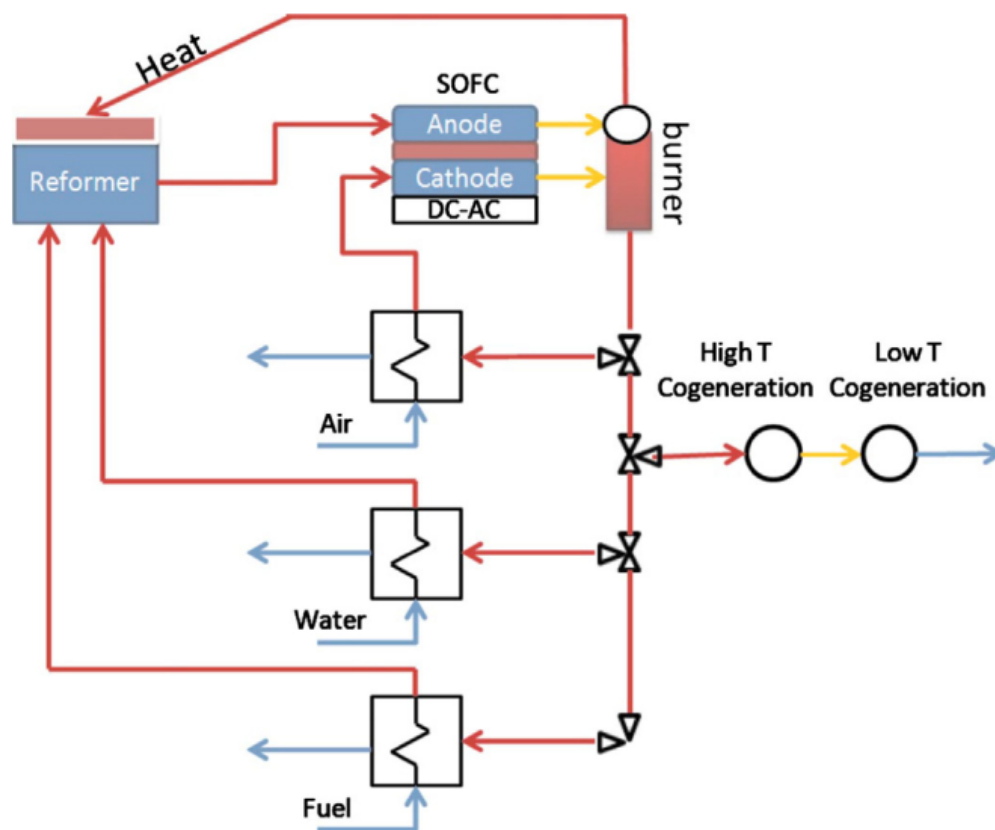 Heat
SOFC
Anode
burner
Reformer
Cathode
DC-AC
High T
Cogeneration
Low T
Cogeneration
Air
Water
Fuel